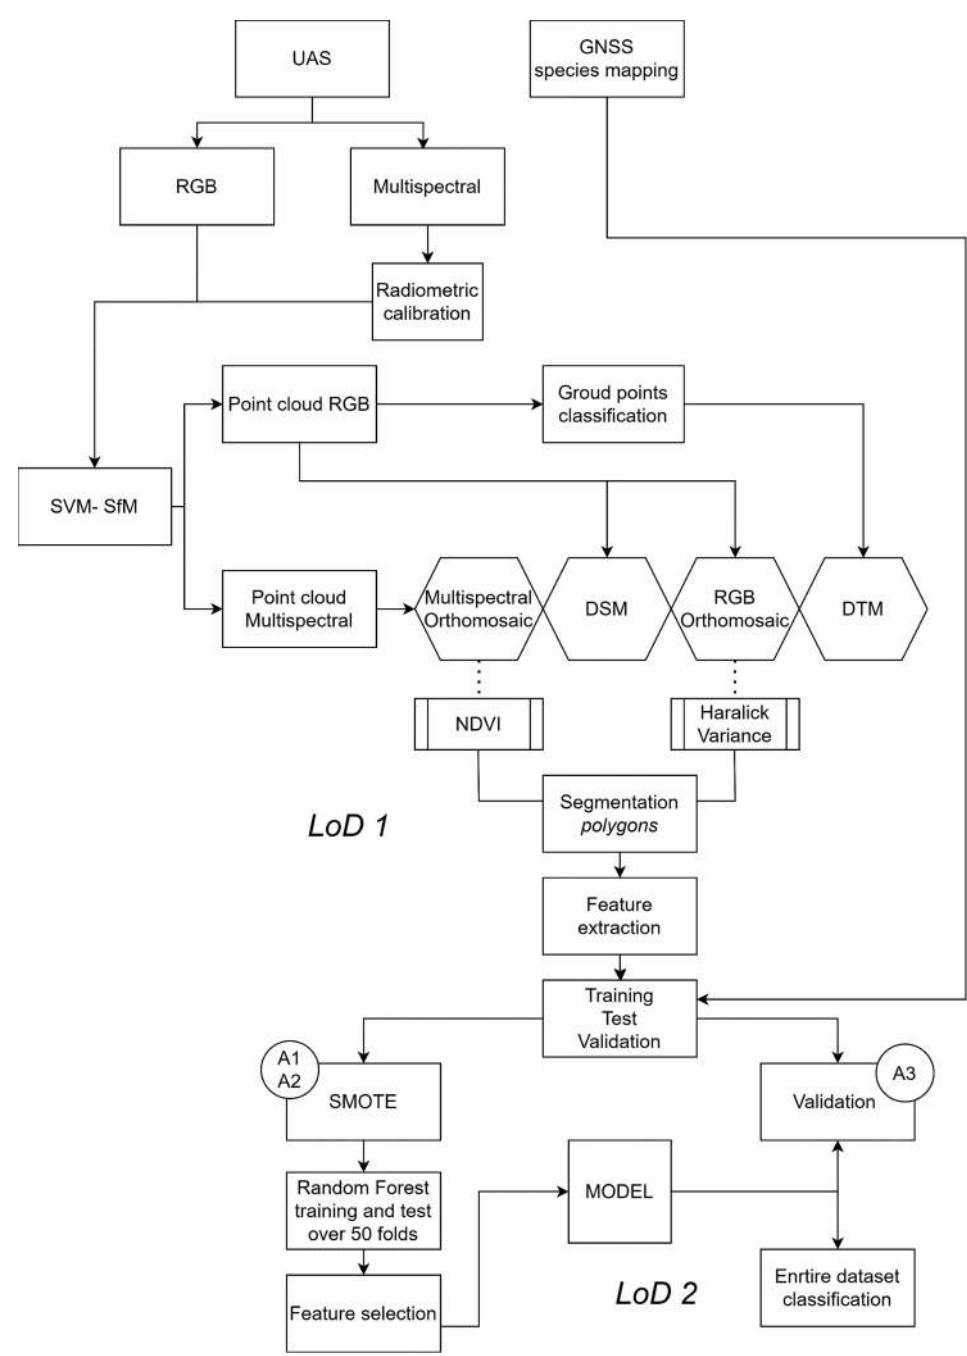 UAS
GNSS
species mapping
RGB
Multispectral
Radiometric
calibration
Point cloud RGB
Groud points
classification
SVM- SfM
Point cloud
Multispectral
Multispectral
Orthomosaic
DSM
RGB
Orthomosaic
DTM
NDVI
Haralick
Variance
Segmentation
polygons
LoD 1
Feature
extraction
Training
Test
Validation
A1
A2
SMOTE
A3
Validation
Random Forest
training and test
over 50 folds
MODEL
Feature selection
LoD 2
Enrtire dataset
classification